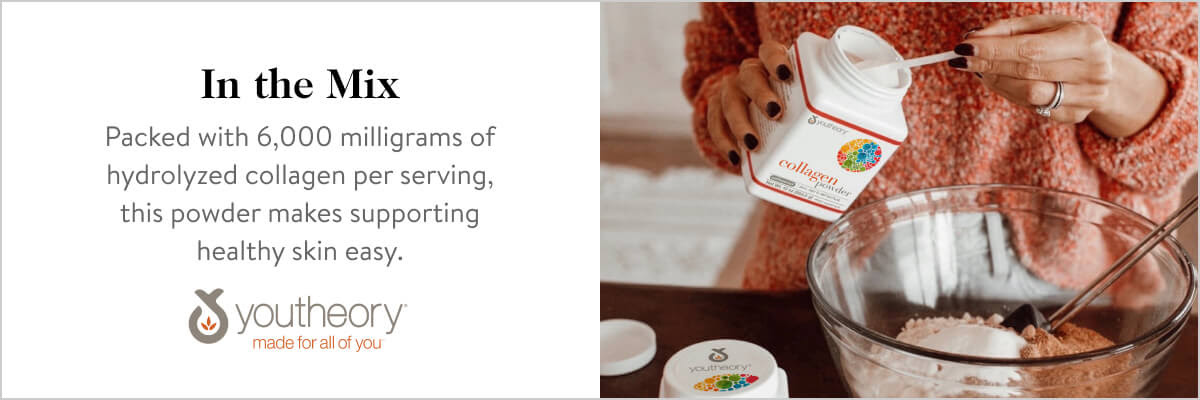 In the Mix
Packed with 6,000 milligrams of
hydrolyzed collagen per serving,
this powder makes supporting
healthy skin easy.
youtheory®
made for all of you
youtheory
collagen
powder
youtheory